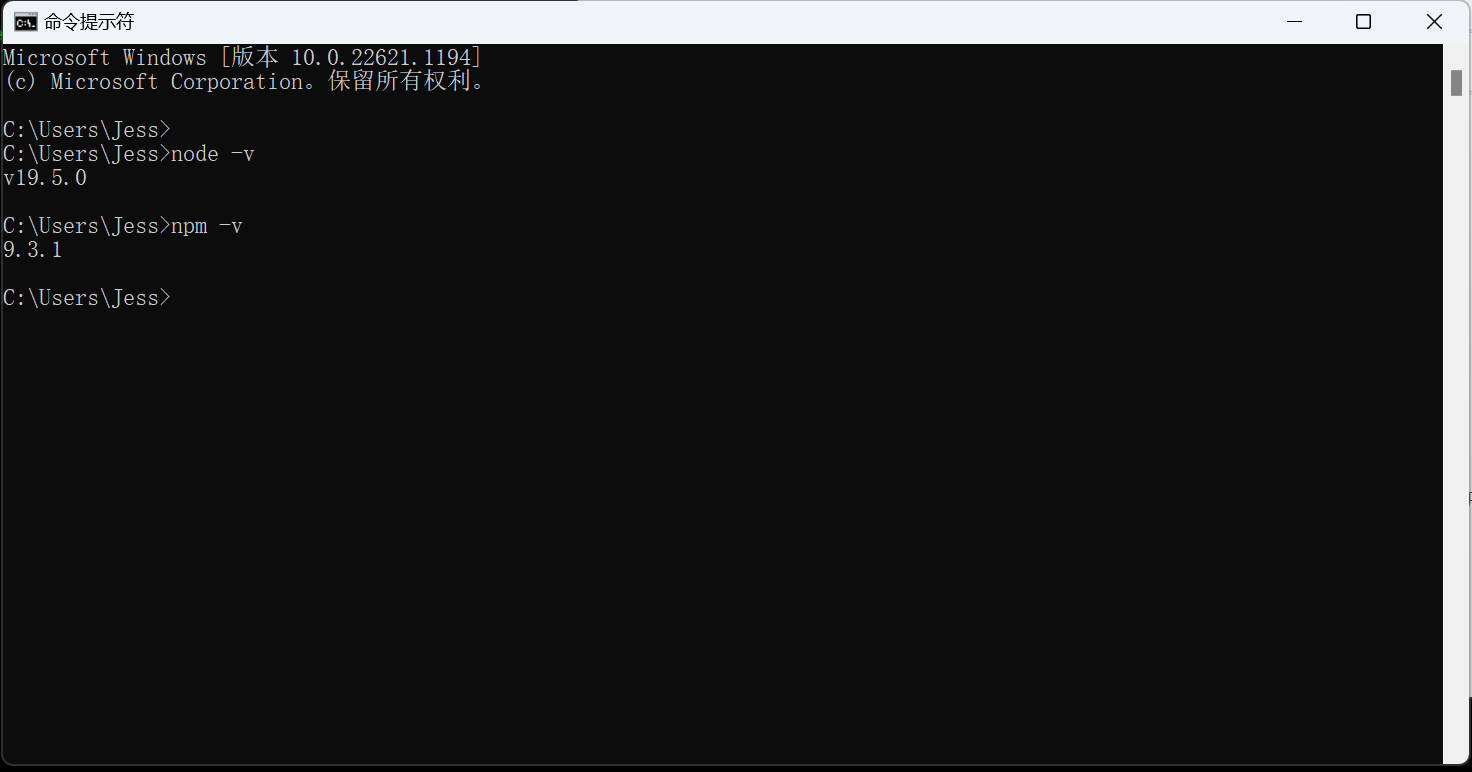 命令提示符
Microsoft Windows [版本 10.0.22621.1194]
(c) Microsoft Corporation。保留所有权利。
C:\Users\Jess>
C:\Users\Jess>node -v
v19.5.0
C:\Users\Jess>npm -v
9.3.1
C:\Users\Jess>